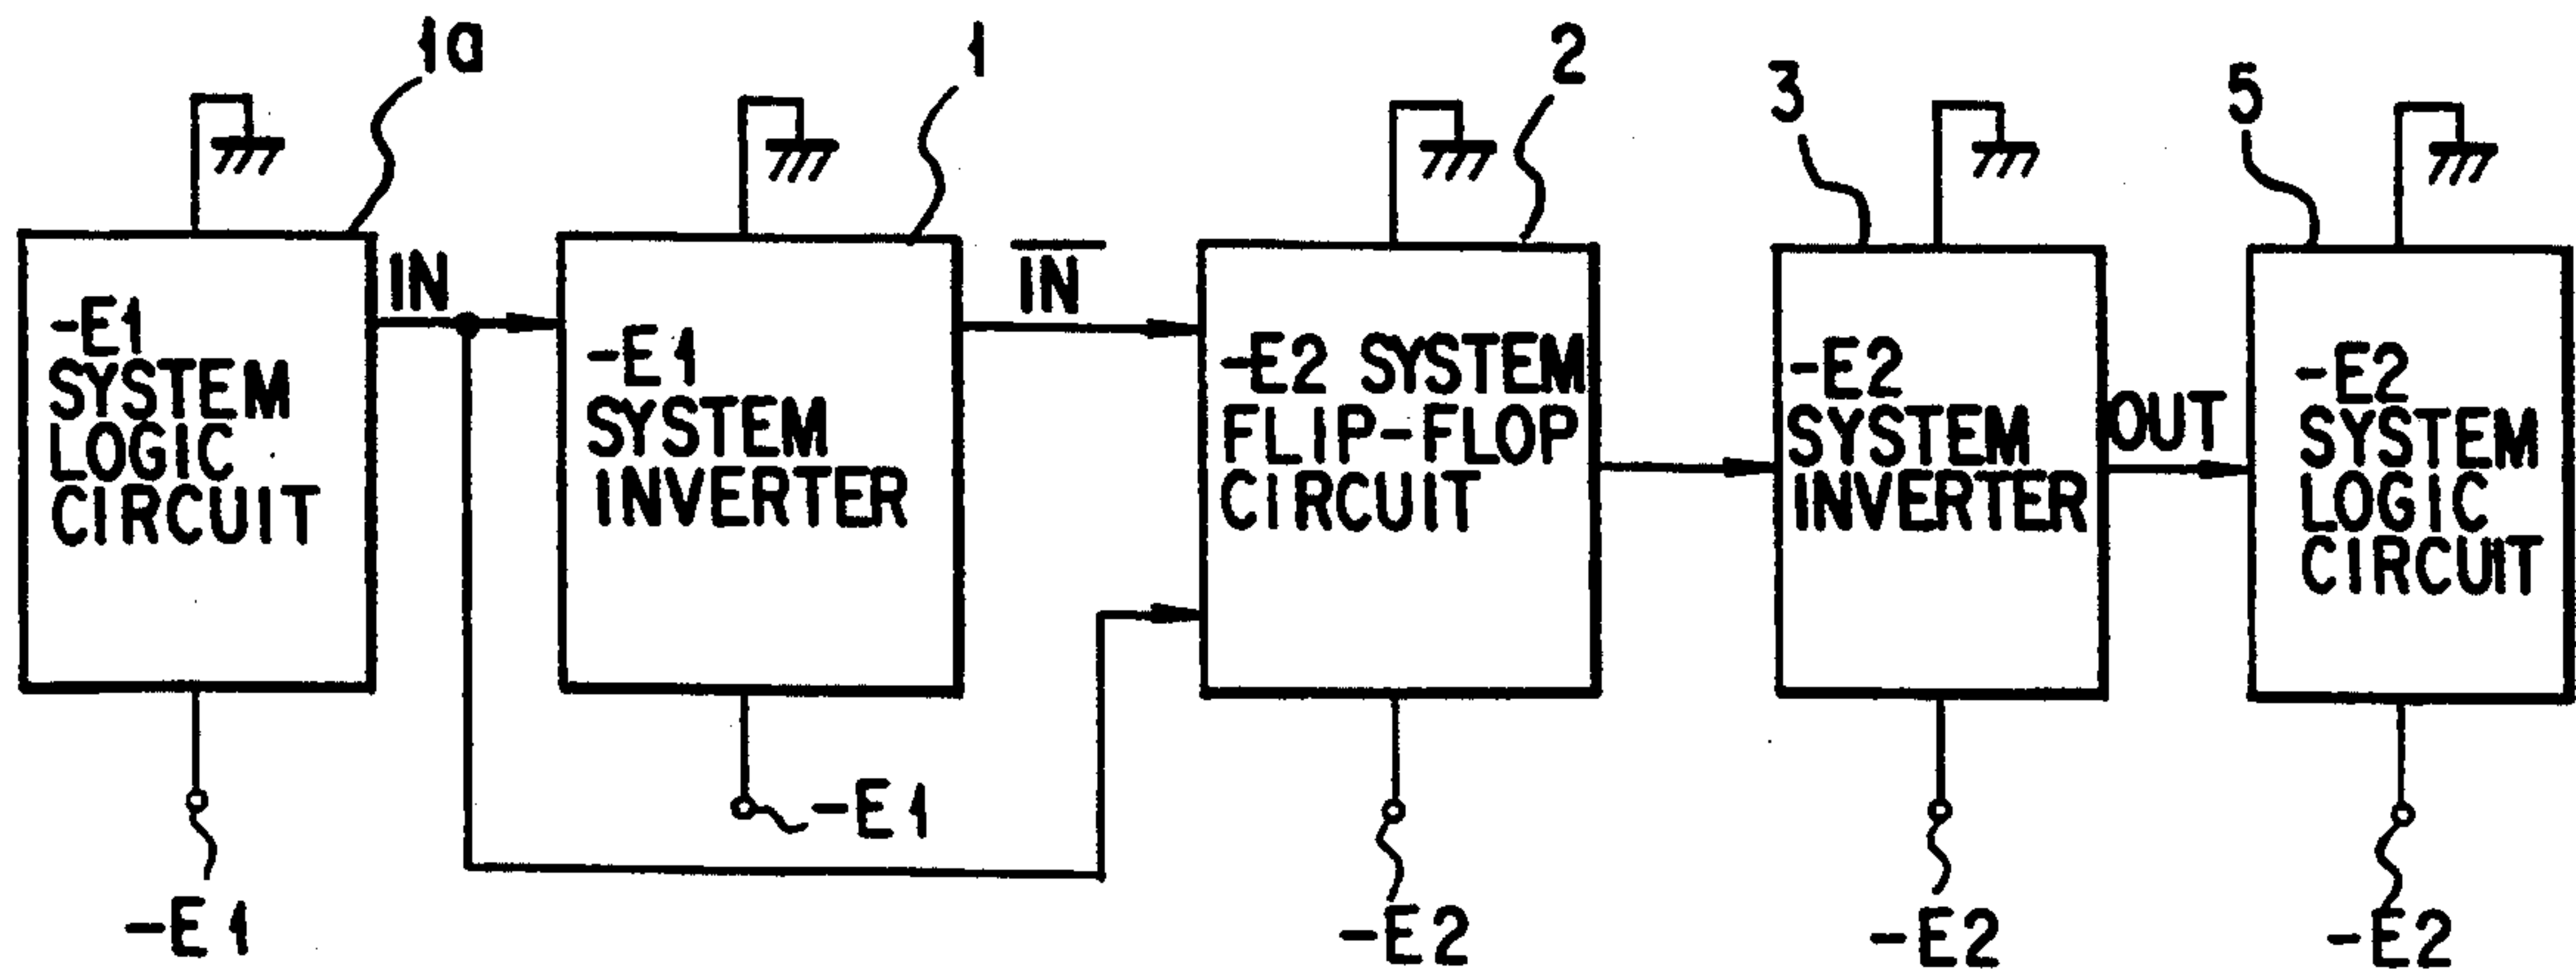 1a
1
2
3
5
IN
I̅N̅
OUT
-E1
SYSTEM
LOGIC
CIRCUIT
-E1
SYSTEM
INVERTER
-E2 SYSTEM
FLIP-FLOP
CIRCUIT
-E2
SYSTEM
INVERTER
-E2
SYSTEM
LOGIC
CIRCUIT
-E1
-E1
-E2
-E2
-E2